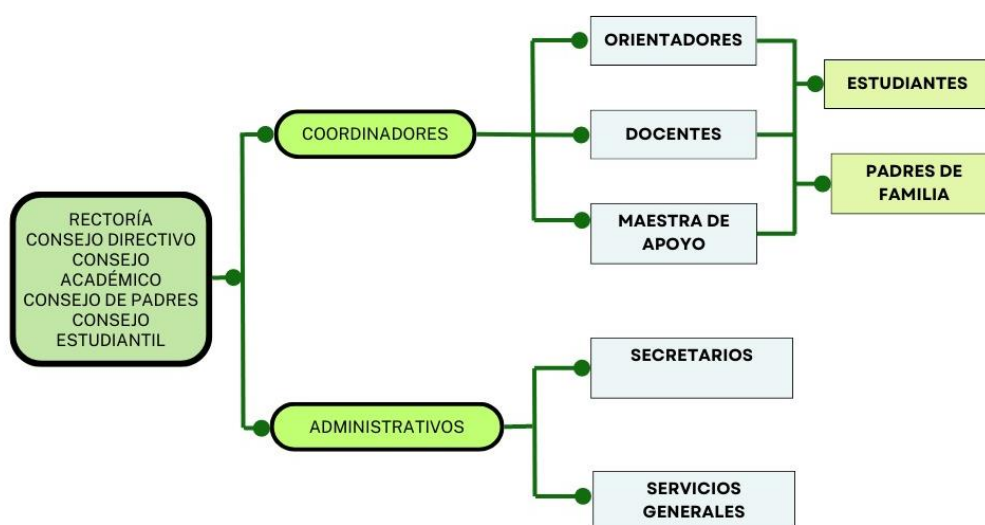 RECTORÍA
CONSEJO DIRECTIVO
CONSEJO
ACADÉMICO
CONSEJO DE PADRES
CONSEJO
ESTUDIANTIL
COORDINADORES
ADMINISTRATIVOS
ORIENTADORES
DOCENTES
MAESTRA DE
APOYO
SECRETARIOS
SERVICIOS
GENERALES
ESTUDIANTES
PADRES DE
FAMILIA